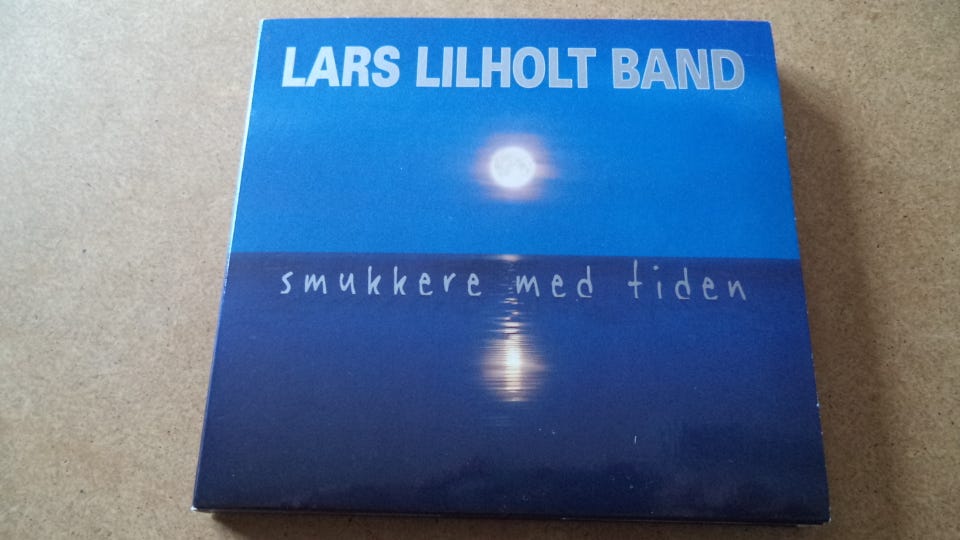 LARS LILHOLT BAND
smukkere med tiden